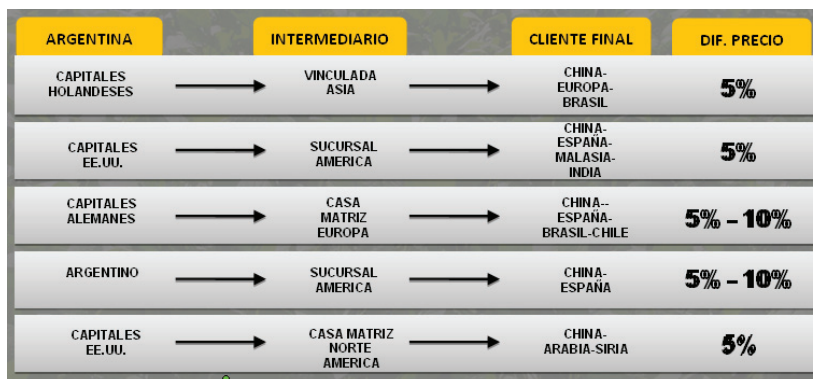 ARGENTINA
INTERMEDIARIO
CLIENTE FINAL
DIF. PRECIO
CAPITALES
HOLANDESES
VINCULADA
ASIA
CHINA-
EUROPA-
BRASIL
5%
CAPITALES
EE.UU.
SUCURSAL
AMERICA
CHINA-
ESPAÑA-
MALASIA-
INDIA
5%
CAPITALES
ALEMANES
CASA
MATRIZ
EUROPA
CHINA--
ESPAÑA-
BRASIL-CHILE
5% – 10%
ARGENTINO
SUCURSAL
AMERICA
CHINA-
ESPAÑA
5% – 10%
CAPITALES
EE.UU.
CASA MATRIZ
NORTE
AMERICA
CHINA-
ARABIA-SIRIA
5%